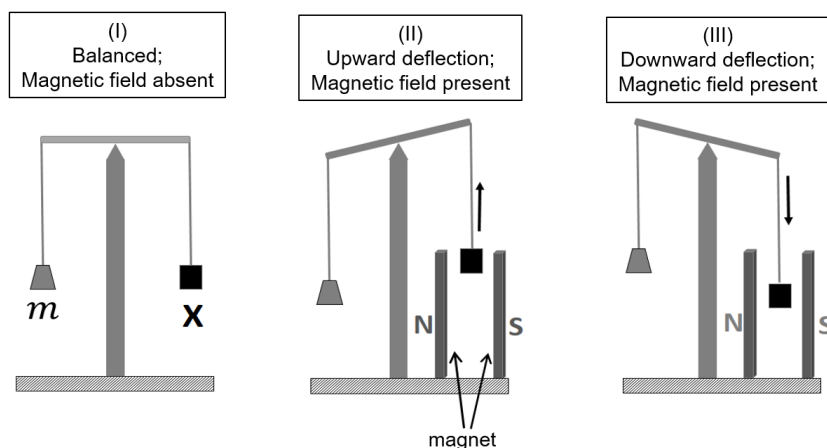 (I)
Balanced;
Magnetic field absent
(II)
Upward deflection;
Magnetic field present
(III)
Downward deflection;
Magnetic field present
m
X
N
S
N
S
magnet